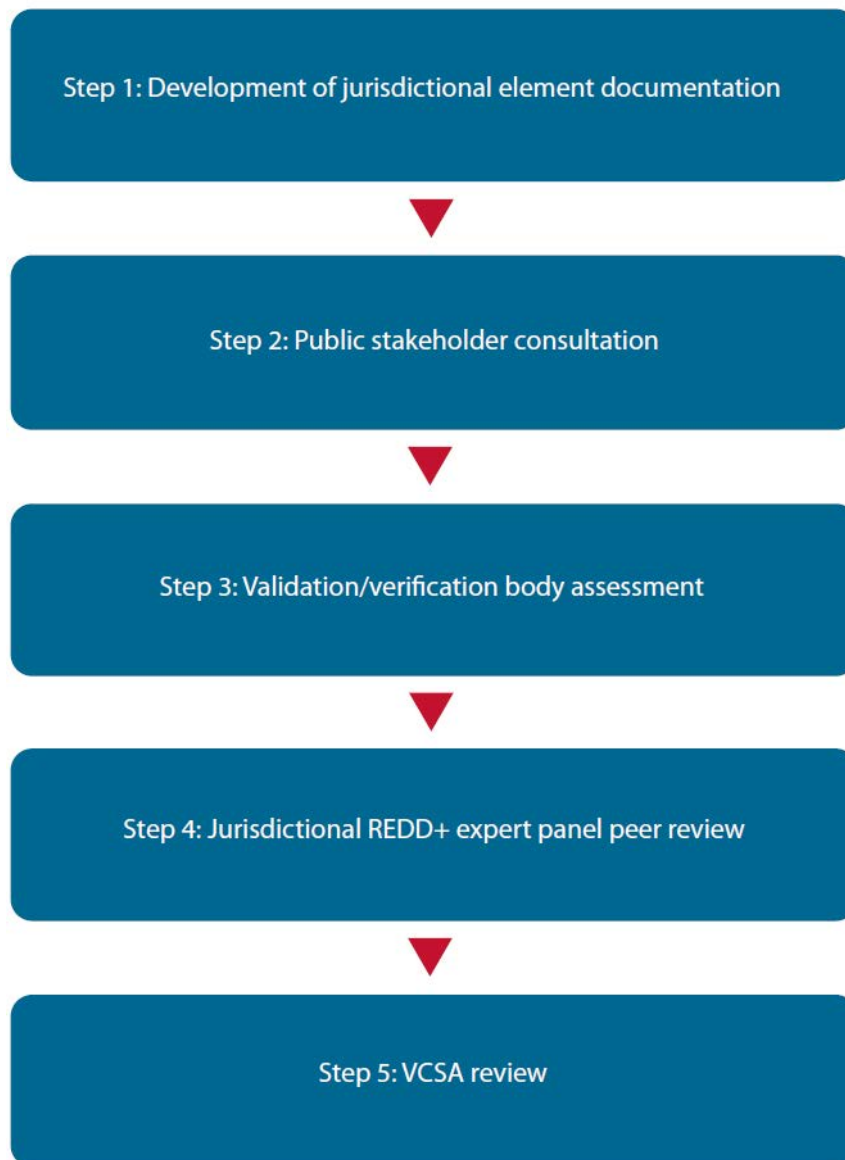 Step 1: Development of jurisdictional element documentation
Step 2: Public stakeholder consultation
Step 3: Validation/verification body assessment
Step 4: Jurisdictional REDD+ expert panel peer review
Step 5: VCSA review